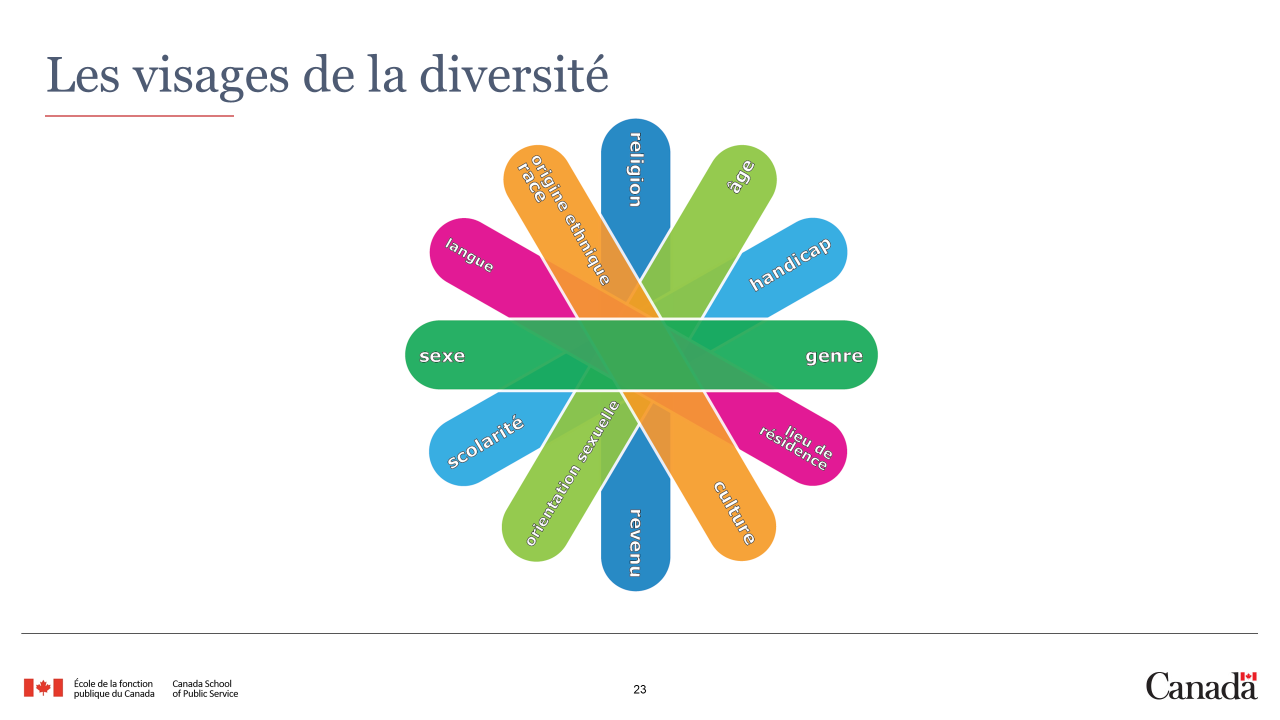 Les visages de la diversité
religion
origine ethnique
race
âge
langue
handicap
sexe
genre
scolarité
lieu de
résidence
orientation sexuelle
culture
revenu
École de la fonction
publique du Canada
Canada School
of Public Service
23
Canada